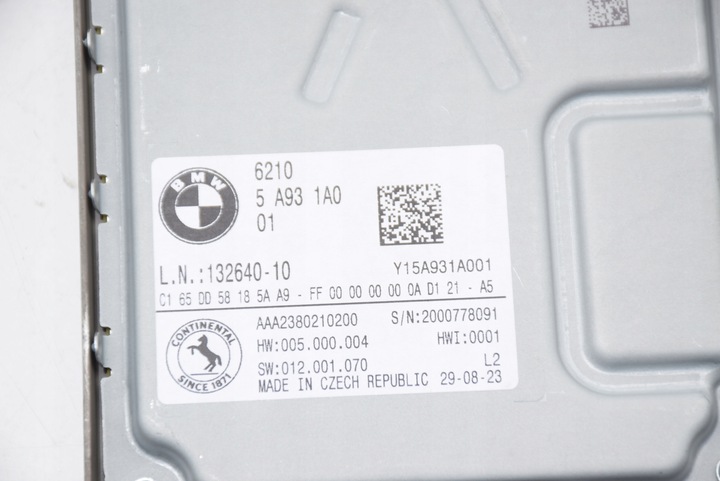 BMW
6210
5 A93 1A0
01
L.N.:132640-10
Y15A931A001
C1 65 DD 58 18 5A A9 - FF 00 00 00 00 0A D1 21 - A5
CONTINENTAL
SINCE 1871
AAA2380210200
S/N:2000778091
HW:005.000.004
HWI:0001
SW:012.001.070
L2
MADE IN CZECH REPUBLIC 29-08-23